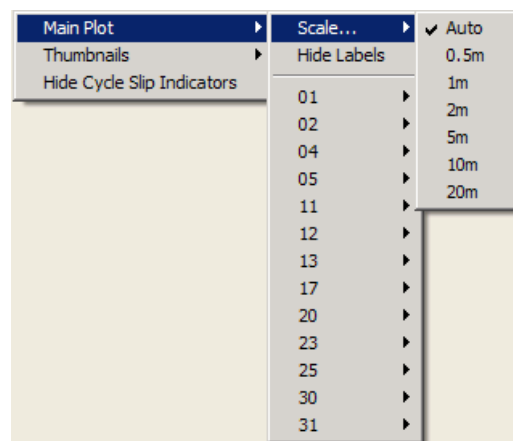 Main Plot
Thumbnails
Hide Cycle Slip Indicators
Scale...
Hide Labels
01
02
04
05
11
12
13
17
20
23
25
30
31
Auto
0.5m
1m
2m
5m
10m
20m